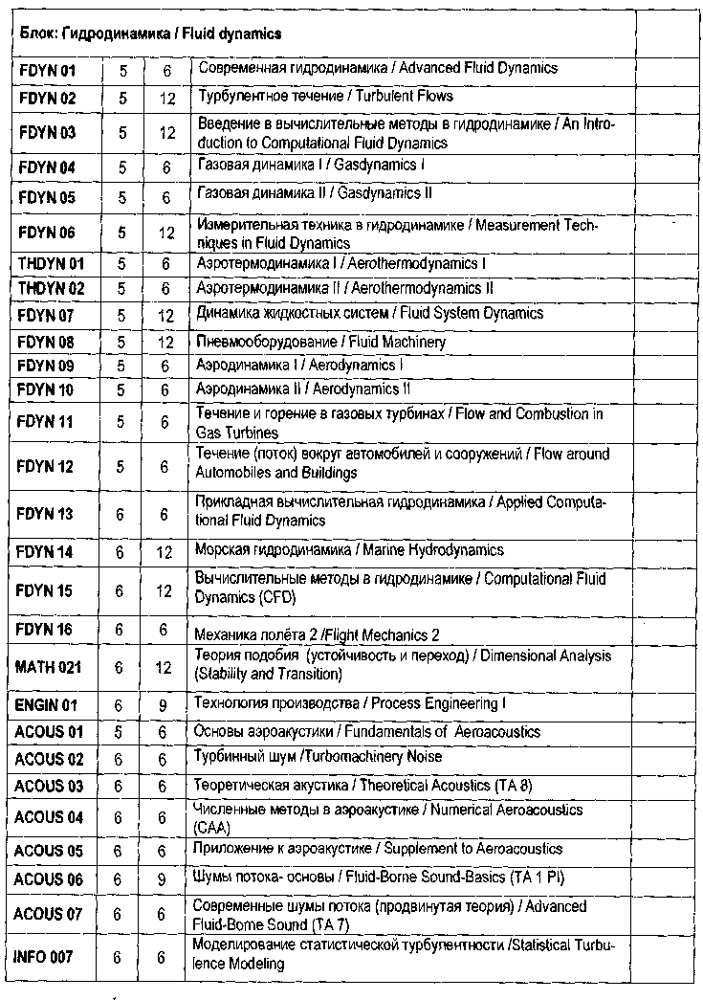 Блок: Гидродинамика / Fluid dynamics
FDYN 01 5 6 Современная гидродинамика / Advanced Fluid Dynamics
FDYN 02 5 12 Турбулентное течение / Turbulent Flows
FDYN 03 5 12 Введение в вычислительные методы в гидродинамике / An Intro-
duction to Computational Fluid Dynamics
FDYN 04 5 6 Газовая динамика I / Gasdynamics I
FDYN 05 5 6 Газовая динамика II / Gasdynamics II
FDYN 06 5 12 Измерительная техника в гидродинамике / Measurement Tech-
niques in Fluid Dynamics
THDYN 01 5 6 Аэротермодинамика I / Aerothermodynamics I
THDYN 02 5 6 Аэротермодинамика II / Aerothermodynamics II
FDYN 07 5 12 Динамика жидкостных систем / Fluid System Dynamics
FDYN 08 5 12 Пневмооборудование / Fluid Machinery
FDYN 09 5 6 Аэродинамика I / Aerodynamics I
FDYN 10 5 6 Аэродинамика II / Aerodynamics II
FDYN 11 5 6 Течение и горение в газовых турбинах / Flow and Combustion in
Gas Turbines
FDYN 12 5 6 Течение (поток) вокруг автомобилей и сооружений / Flow around
Automobiles and Buildings
FDYN 13 6 6 Прикладная вычислительная гидродинамика / Applied Computa-
tional Fluid Dynamics
FDYN 14 6 12 Морская гидродинамика / Marine Hydrodynamics
FDYN 15 6 12 Вычислительные методы в гидродинамике / Computational Fluid
Dynamics (CFD)
FDYN 16 6 6 Механика полёта 2 /Flight Mechanics 2
MATH 021 6 12 Теория подобия (устойчивость и переход) / Dimensional Analysis
(Stability and Transition)
ENGIN 01 6 9 Технология производства / Process Engineering I
ACOUS 01 5 6 Основы аэроакустики / Fundamentals of Aeroacoustics
ACOUS 02 6 6 Турбинный шум /Turbomachinery Noise
ACOUS 03 6 6 Теоретическая акустика / Theoretical Acoustics (TA 8)
ACOUS 04 6 6 Численные методы в аэроакустике / Numerical Aeroacoustics
(CAA)
ACOUS 05 6 6 Приложение к аэроакустике / Supplement to Aeroacoustics
ACOUS 06 6 9 Шумы потока- основы / Fluid-Borne Sound-Basics (TA 1 PI)
ACOUS 07 6 6 Современные шумы потока (продвинутая теория) / Advanced
Fluid-Borne Sound (TA 7)
INFO 007 6 6 Моделирование статистической турбулентности /Statistical Turbu-
lence Modeling